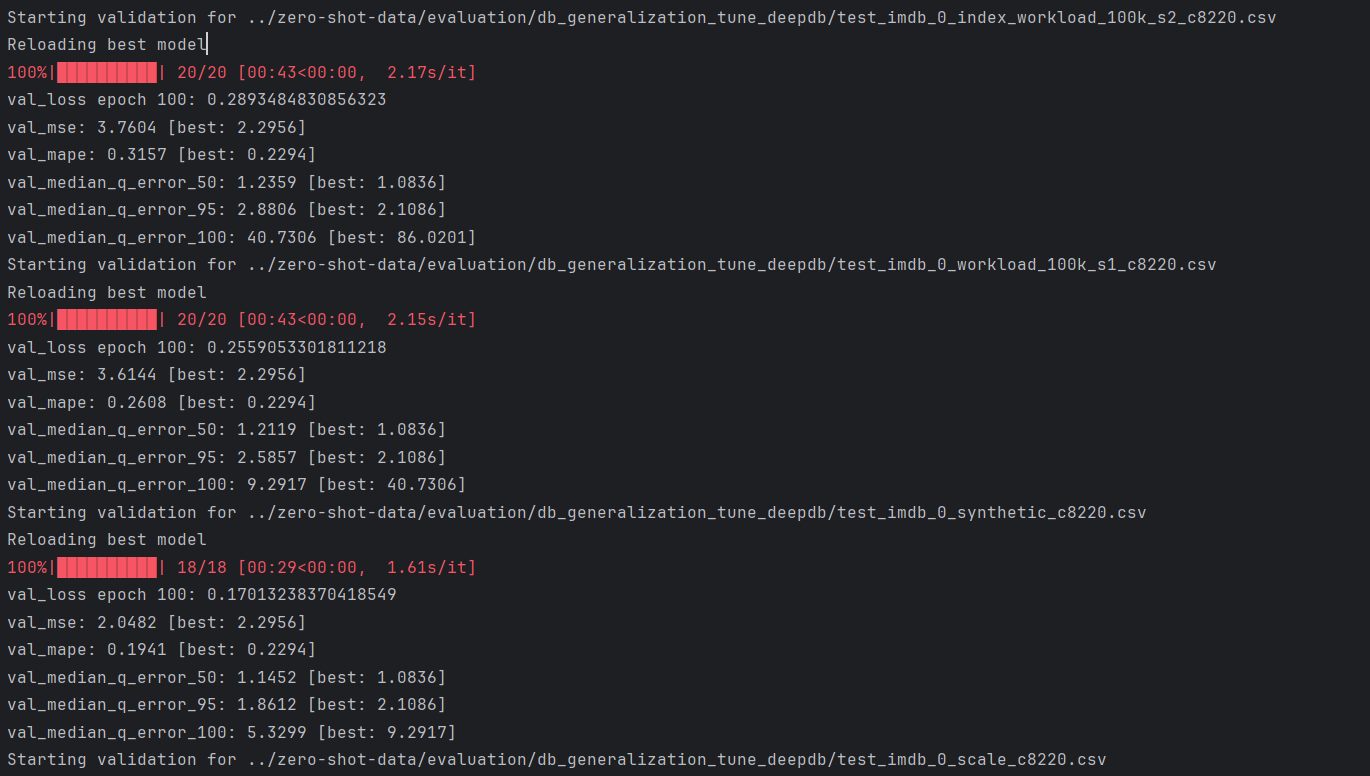 Starting validation for ../zero-shot-data/evaluation/db_generalization_tune_deepdb/test_imdb_0_index_workload_100k_s2_c8220.csv
Reloading best model
100%|██████████| 20/20 [00:43<00:00,  2.17s/it]
val_loss epoch 100: 0.2893484830856323
val_mse: 3.7604 [best: 2.2956]
val_mape: 0.3157 [best: 0.2294]
val_median_q_error_50: 1.2359 [best: 1.0836]
val_median_q_error_95: 2.8806 [best: 2.1086]
val_median_q_error_100: 40.7306 [best: 86.0201]
Starting validation for ../zero-shot-data/evaluation/db_generalization_tune_deepdb/test_imdb_0_workload_100k_s1_c8220.csv
Reloading best model
100%|██████████| 20/20 [00:43<00:00,  2.15s/it]
val_loss epoch 100: 0.2559053301811218
val_mse: 3.6144 [best: 2.2956]
val_mape: 0.2608 [best: 0.2294]
val_median_q_error_50: 1.2119 [best: 1.0836]
val_median_q_error_95: 2.5857 [best: 2.1086]
val_median_q_error_100: 9.2917 [best: 40.7306]
Starting validation for ../zero-shot-data/evaluation/db_generalization_tune_deepdb/test_imdb_0_synthetic_c8220.csv
Reloading best model
100%|██████████| 18/18 [00:29<00:00,  1.61s/it]
val_loss epoch 100: 0.17013238370418549
val_mse: 2.0482 [best: 2.2956]
val_mape: 0.1941 [best: 0.2294]
val_median_q_error_50: 1.1452 [best: 1.0836]
val_median_q_error_95: 1.8612 [best: 2.1086]
val_median_q_error_100: 5.3299 [best: 9.2917]
Starting validation for ../zero-shot-data/evaluation/db_generalization_tune_deepdb/test_imdb_0_scale_c8220.csv